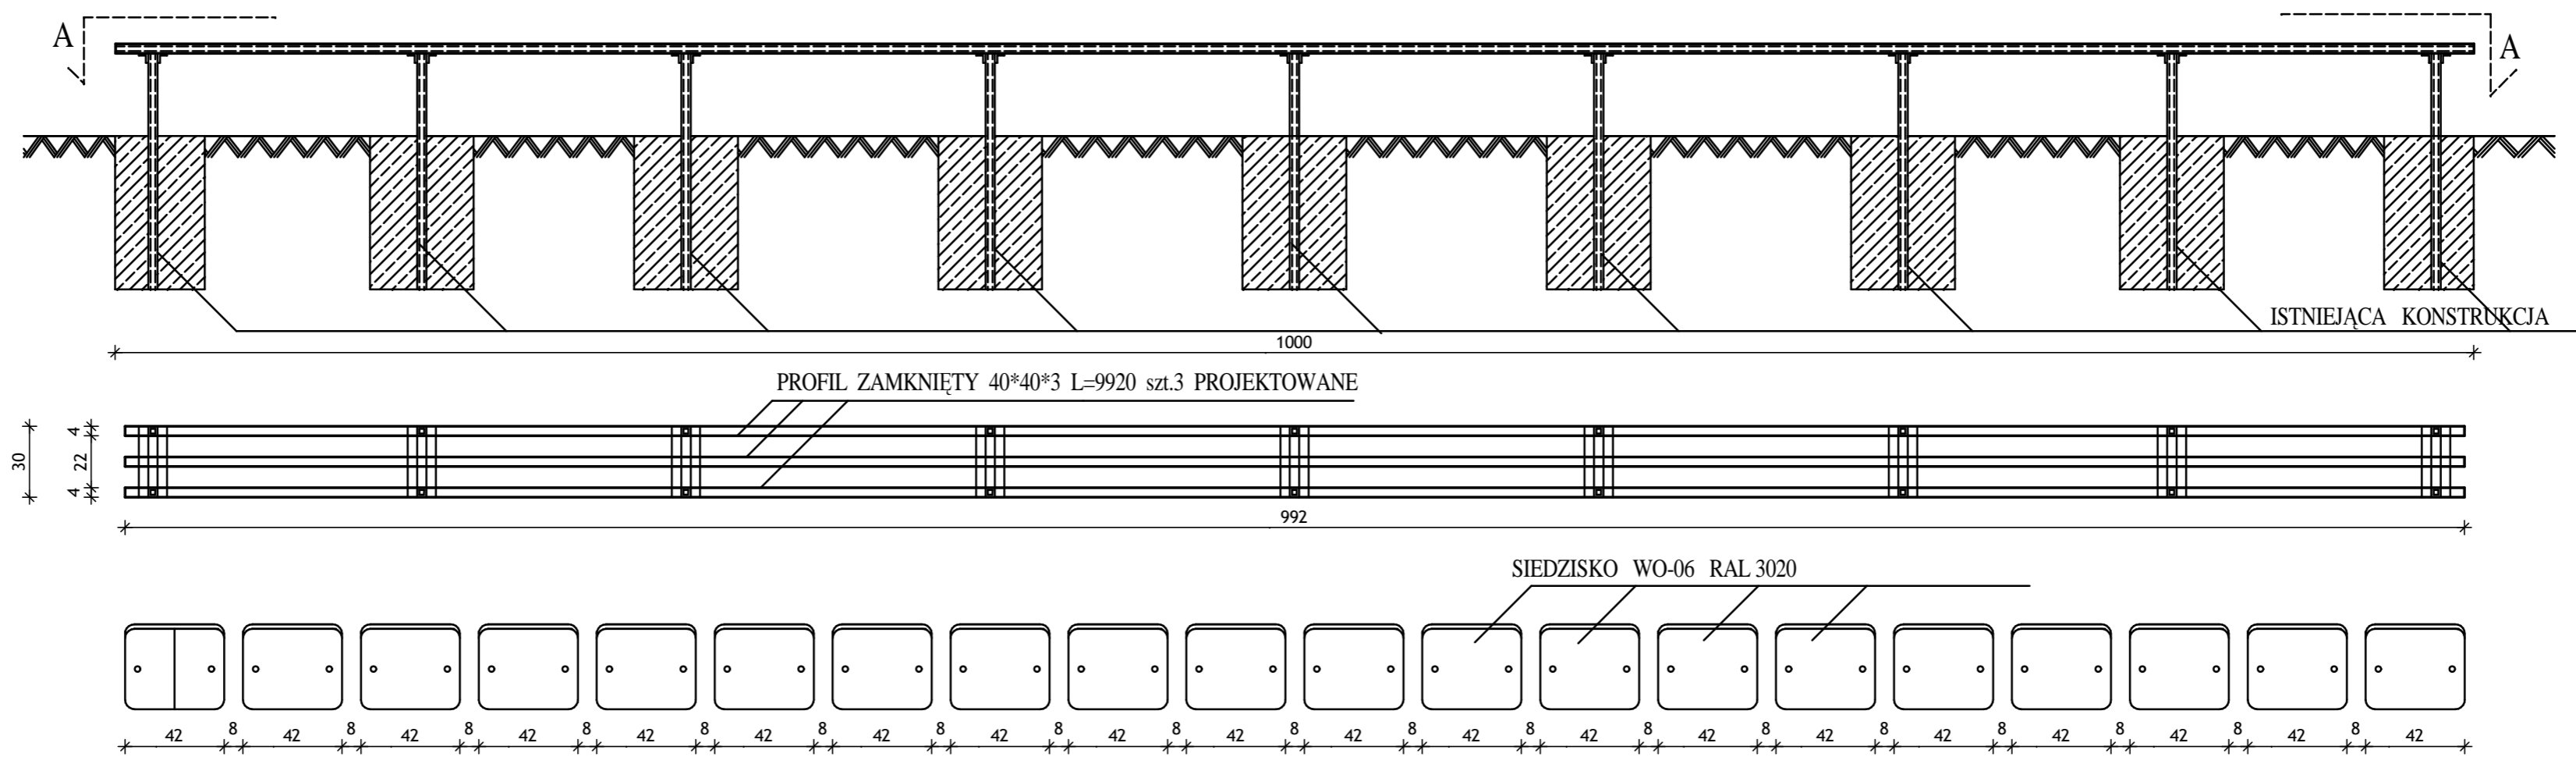 A
A
ISTNIEJĄCA KONSTRUKCJA
1000
PROFIL ZAMKNIĘTY 40*40*3 L=9920 szt.3 PROJEKTOWANE
30
4
22
4
992
SIEDZISKO WO-06 RAL 3020
42 8 42 8 42 8 42 8 42 8 42 8 42 8 42 8 42 8 42 8 42 8 42 8 42 8 42 8 42 8 42 8 42 8 42 8 42 8 42